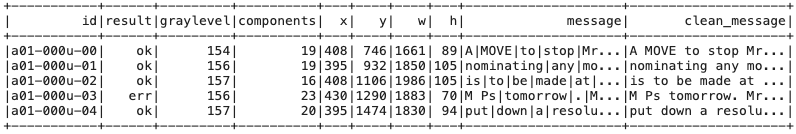 +-----------+------+---------+----------+---+----+----+---+--------------------+--------------------+
|         id|result|graylevel|components|  x|   y|   w|  h|             message|       clean_message|
+-----------+------+---------+----------+---+----+----+---+--------------------+--------------------+
|a01-000u-00|    ok|      154|        19|408| 746|1661| 89|A|MOVE|to|stop|Mr...|A MOVE to stop Mr...|
|a01-000u-01|    ok|      156|        19|395| 932|1850|105|nominating|any|mo...|nominating any mo...|
|a01-000u-02|    ok|      157|        16|408|1106|1986|105|is|to|be|made|at|...|is to be made at ...|
|a01-000u-03|   err|      156|        23|430|1290|1883| 70|M Ps|tomorrow|.|M...|M Ps tomorrow. Mr...|
|a01-000u-04|    ok|      157|        20|395|1474|1830| 94|put|down|a|resolu...|put down a resolu...|
+-----------+------+---------+----------+---+----+----+---+--------------------+--------------------+